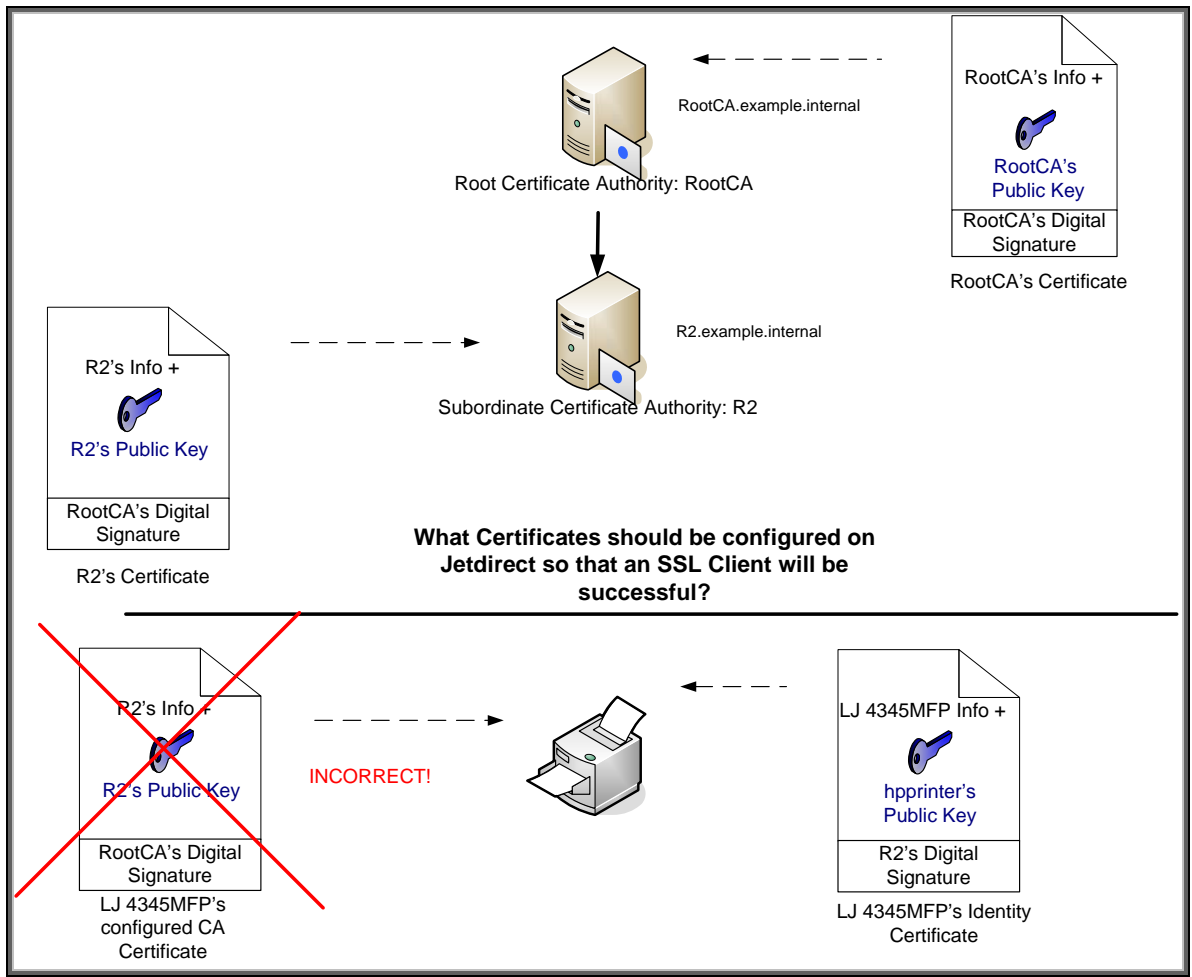 RootCA's Info +
RootCA.example.internal
RootCA's
Public Key
Root Certificate Authority: RootCA
RootCA's Digital
Signature
RootCA's Certificate
R2.example.internal
R2's Info +
Subordinate Certificate Authority: R2
R2's Public Key
RootCA's Digital
Signature
R2's Certificate
What Certificates should be configured on
Jetdirect so that an SSL Client will be
successful?
R2's Info +
R2's Public Key
RootCA's Digital
Signature
LJ 4345MFP's
configured CA
Certificate
INCORRECT!
LJ 4345MFP Info +
hpprinter's
Public Key
R2's Digital
Signature
LJ 4345MFP's Identity
Certificate